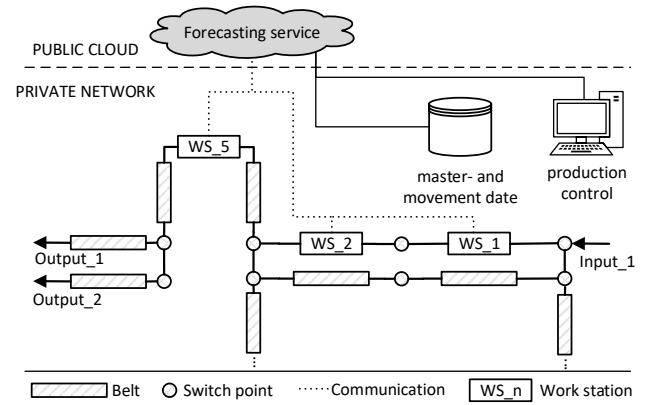 Forecasting service
PUBLIC CLOUD
PRIVATE NETWORK
WS_5
master- and
movement date
production
control
WS_2
WS_1
Output_1
Input_1
Output_2
Belt
Switch point
Communication
WS_n
Work station